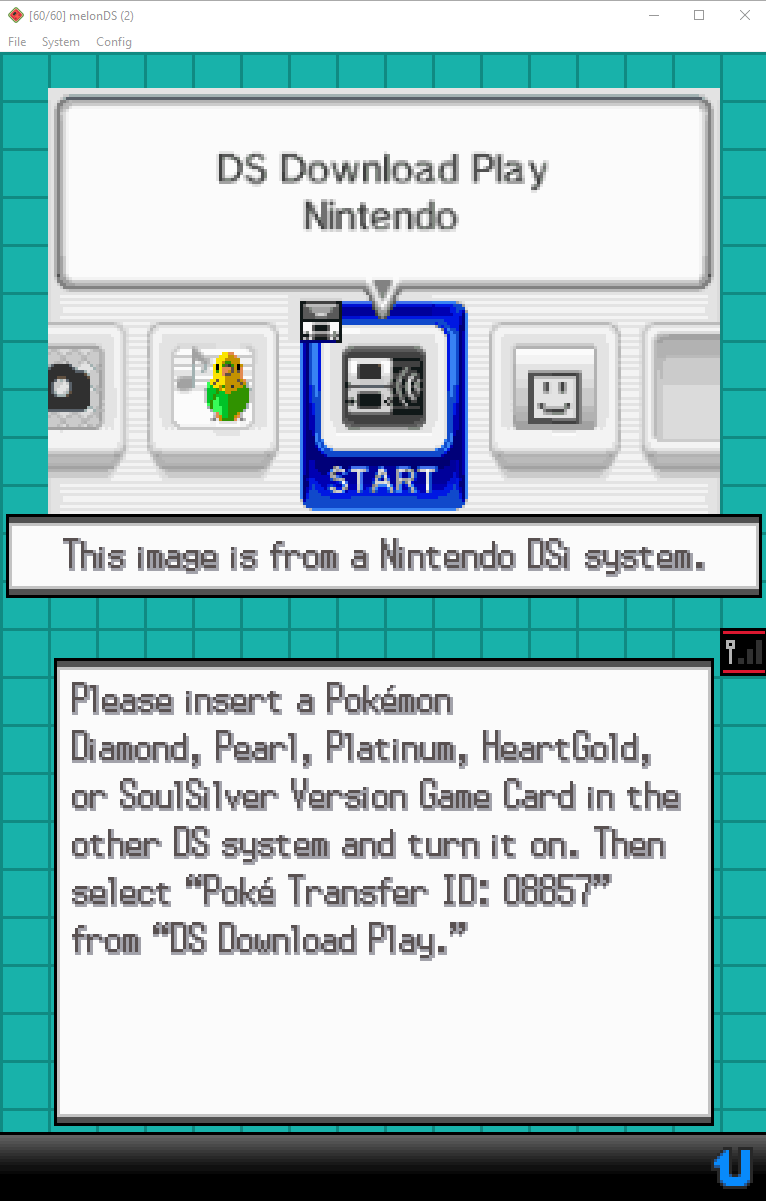 [60/60] melonDS (2)
File System Config
DS Download Play
Nintendo
START
This image is from a Nintendo DSi system.
Please insert a Pokémon
Diamond, Pearl, Platinum, HeartGold,
or SoulSilver Version Game Card in the
other DS system and turn it on. Then
select “Poké Transfer ID: 08857”
from “DS Download Play.”